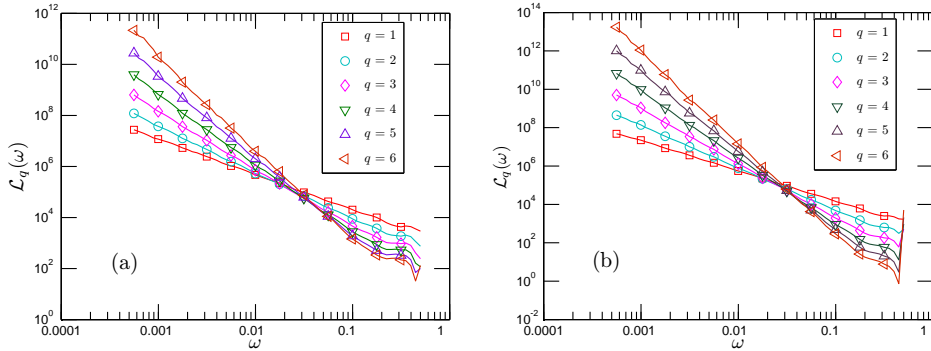 10^12
10^10
10^8
10^6
10^4
10^2
10^0
ℒ_q(ω)
q = 1
q = 2
q = 3
q = 4
q = 5
q = 6
(a)
0.0001 0.001 0.01 0.1 1
ω
10^16
10^14
10^12
10^10
10^8
10^6
10^4
10^2
10^0
10^-2
ℒ_q(ω)
q = 1
q = 2
q = 3
q = 4
q = 5
q = 6
(b)
0.0001 0.001 0.01 0.1 1
ω